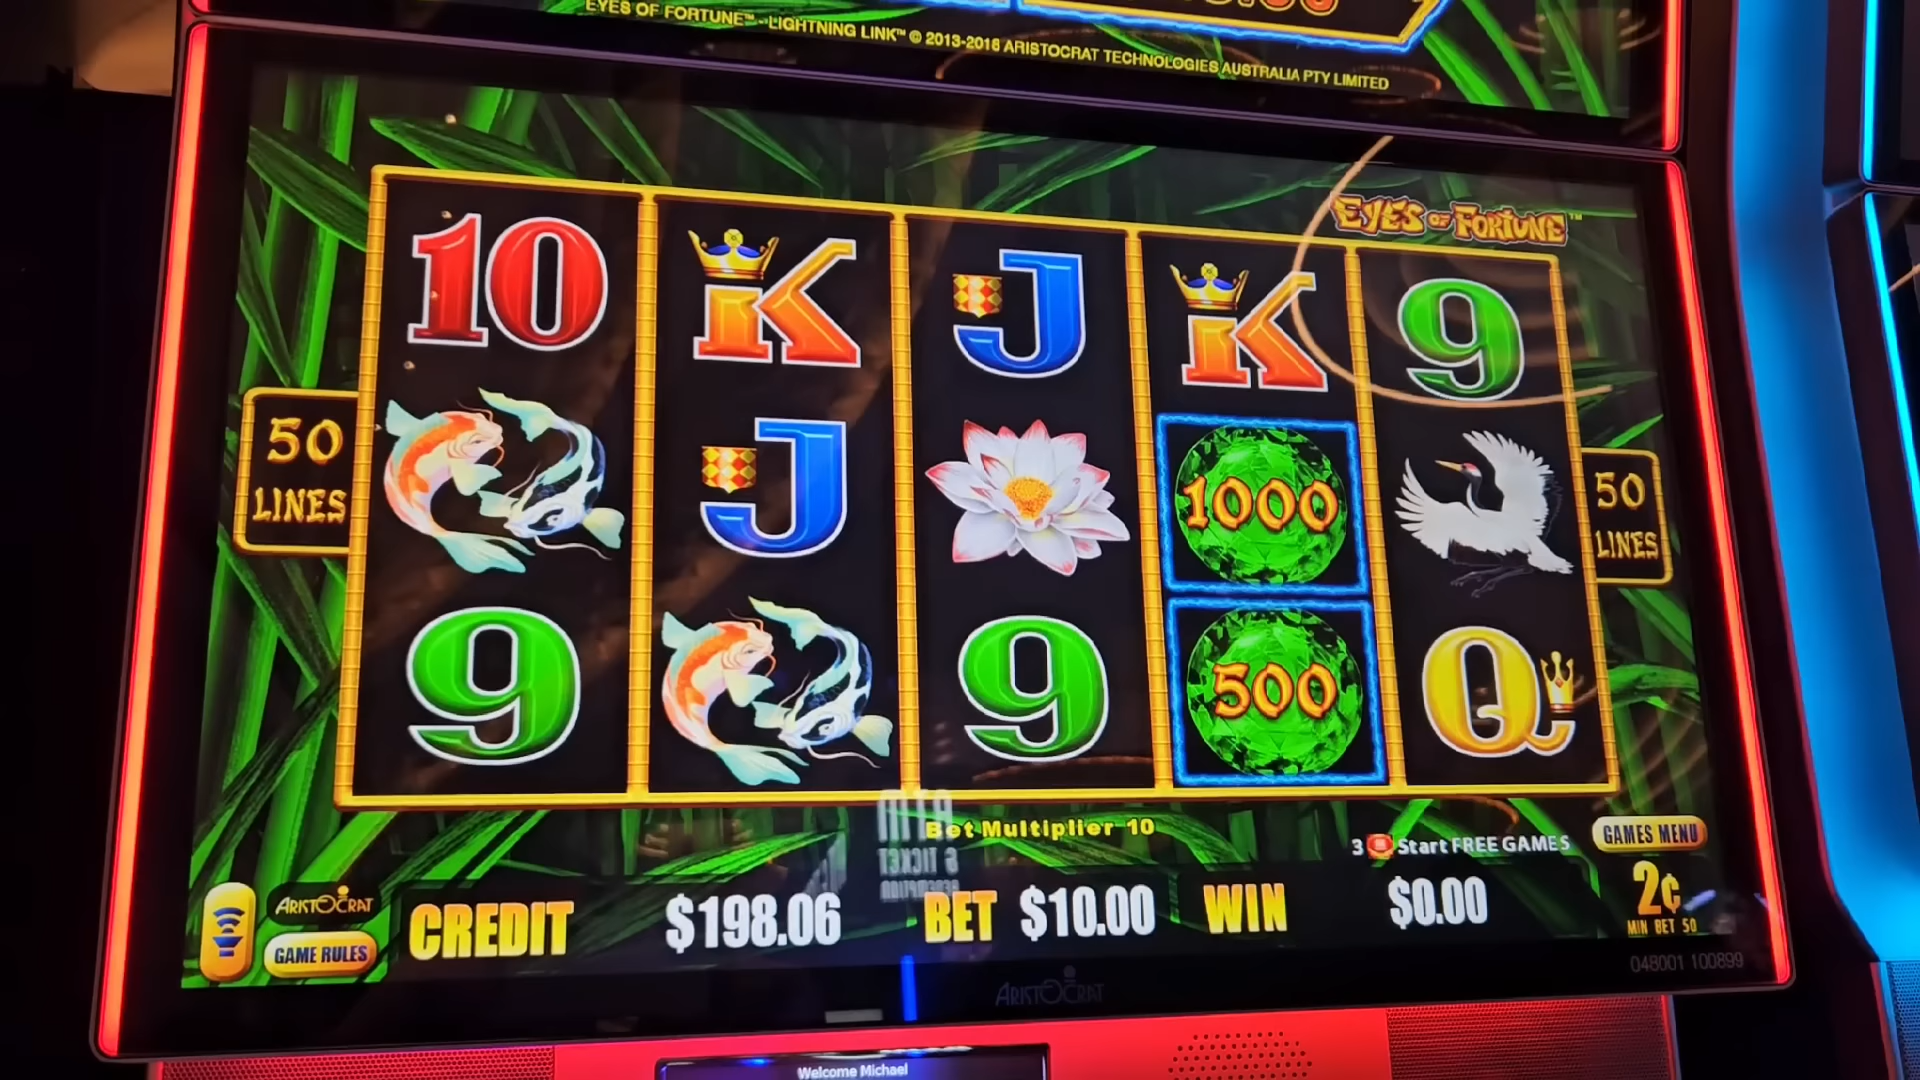 EYES OF FORTUNE™ - LIGHTNING LINK™ © 2013-2016 ARISTOCRAT TECHNOLOGIES AUSTRALIA PTY LIMITED
EYES OF FORTUNE™
10 K J K 9
50 LINES
J 1000
50 LINES
9 9 500 Q
Bet Multiplier 10
3 Start FREE GAMES
GAMES MENU
ARISTOCRAT
GAME RULES
CREDIT $198.06 BET $10.00 WIN $0.00
2¢
MIN BET 50
048001 100899
ARISTOCRAT
Welcome Michael